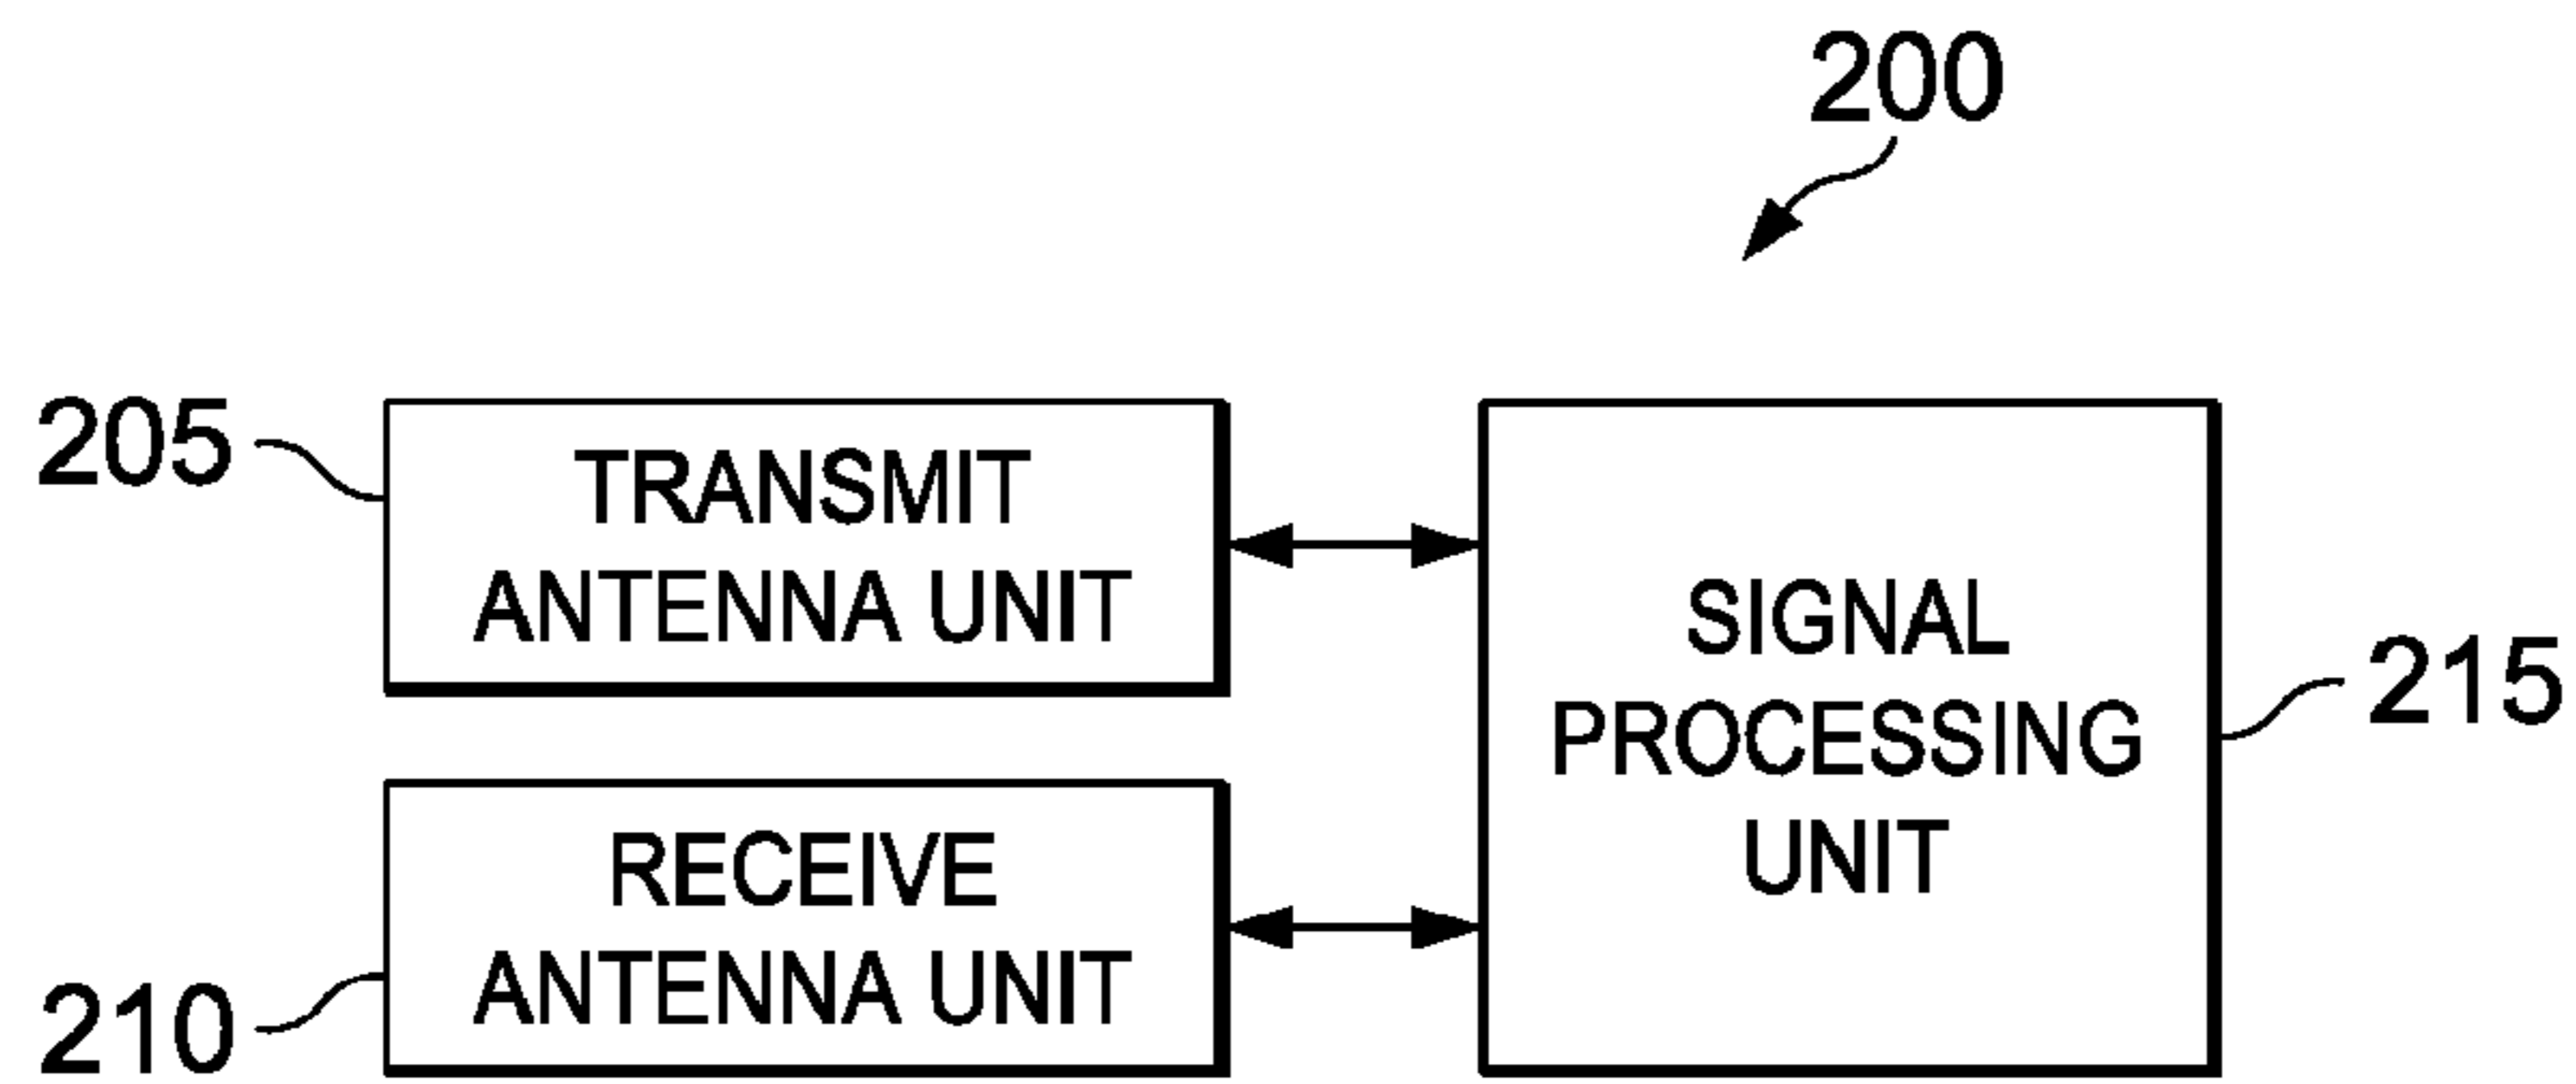 200
205
TRANSMIT
ANTENNA UNIT
SIGNAL
PROCESSING
UNIT
215
RECEIVE
ANTENNA UNIT
210